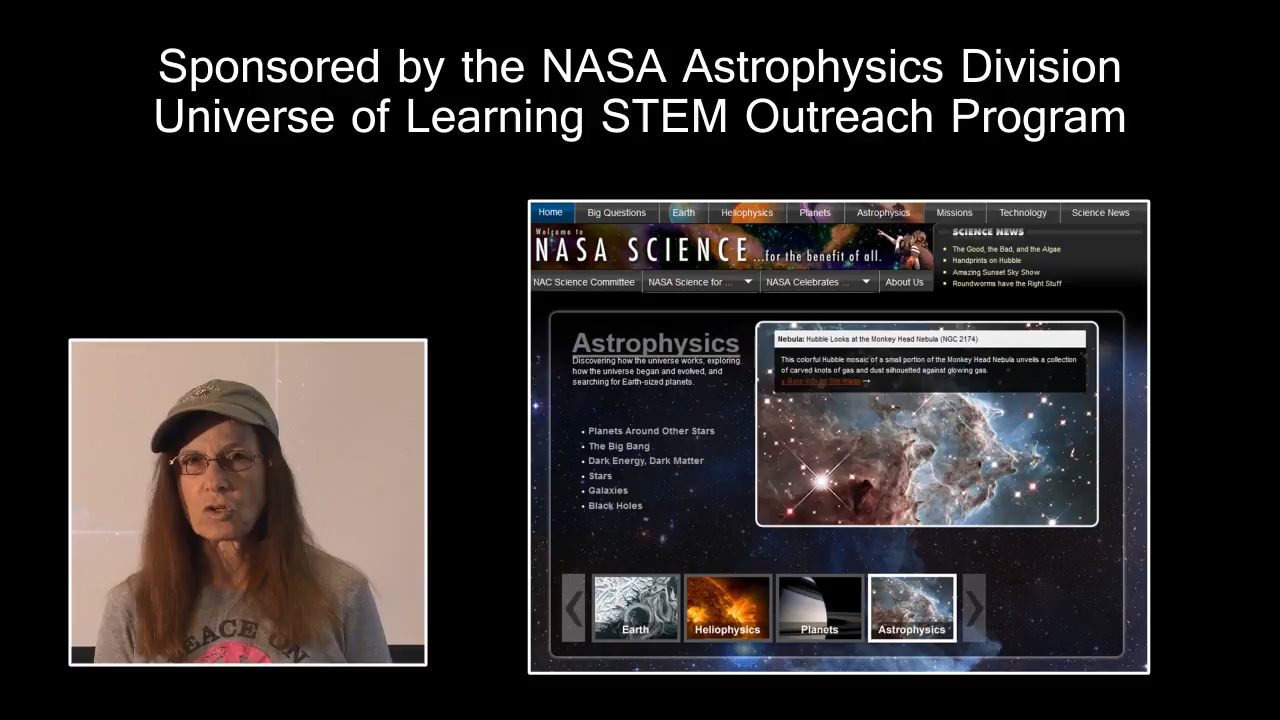 Sponsored by the NASA Astrophysics Division
Universe of Learning STEM Outreach Program
Home Big Questions Earth Heliophysics Planets Astrophysics Missions Technology Science News
Welcome to
NASA SCIENCE ...for the benefit of all.
SCIENCE NEWS
The Good, the Bad, and the Algae
Handprints on Hubble
Amazing Sunset Sky Show
Roundworms have the Right Stuff
NAC Science Committee NASA Science for ... NASA Celebrates ... About Us
Astrophysics
Discovering how the universe works, exploring
how the universe began and evolved, and
searching for Earth-sized planets.
Nebula: Hubble Looks at the Monkey Head Nebula (NGC 2174)
This colorful Hubble mosaic of a small portion of the Monkey Head Nebula unveils a collection
of carved knots of gas and dust silhouetted against glowing gas.
+ More info on this image
• Planets Around Other Stars
• The Big Bang
• Dark Energy, Dark Matter
• Stars
• Galaxies
• Black Holes
Earth Heliophysics Planets Astrophysics
EACE ON